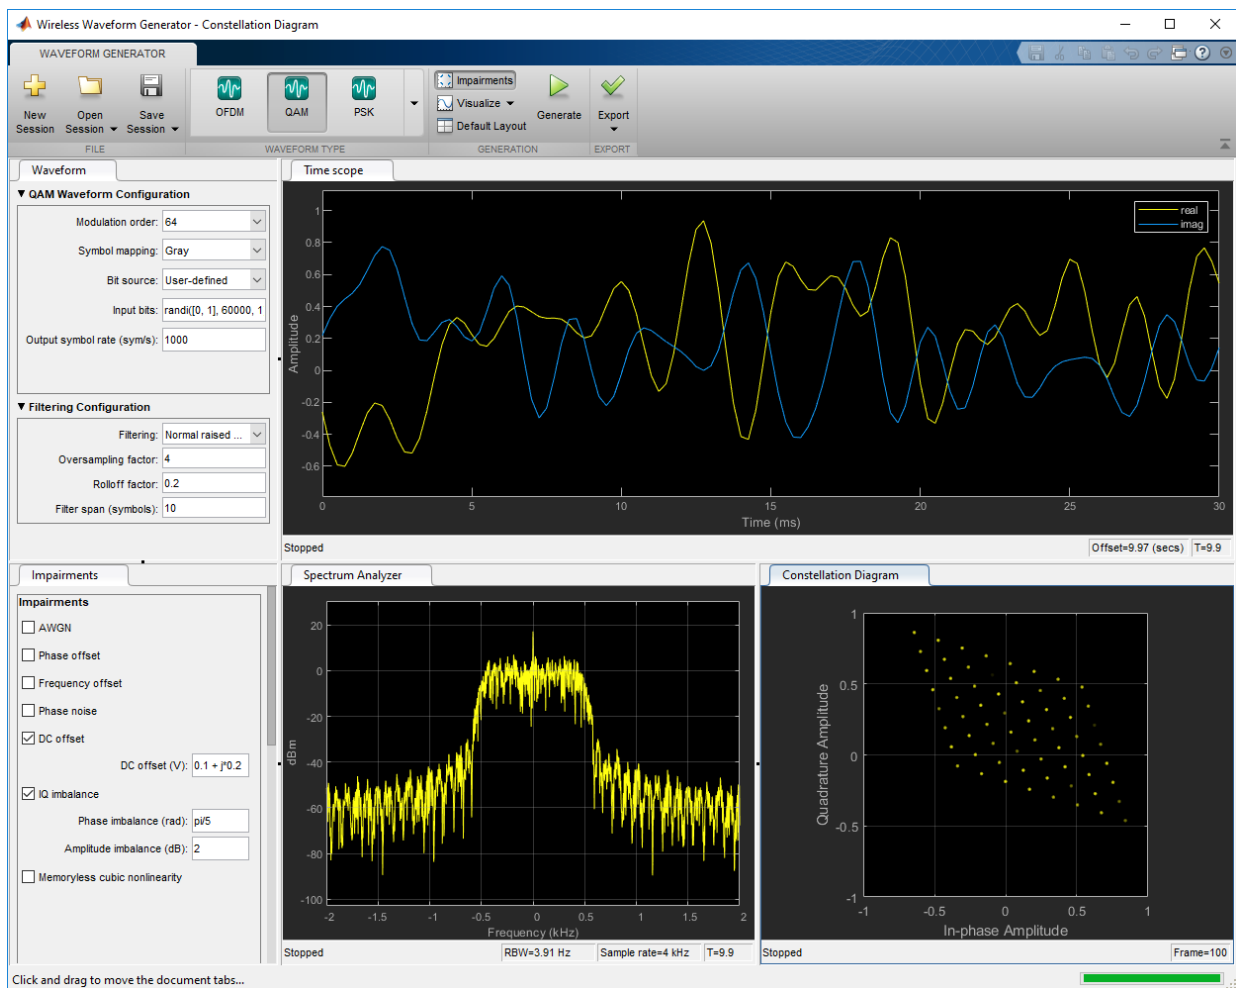 Wireless Waveform Generator - Constellation Diagram
WAVEFORM GENERATOR
New Session
Open Session
Save Session
FILE
OFDM
QAM
PSK
WAVEFORM TYPE
Impairments
Visualize
Default Layout
Generate
GENERATION
Export
EXPORT
Waveform
QAM Waveform Configuration
Modulation order: 64
Symbol mapping: Gray
Bit source: User-defined
Input bits: randi([0, 1], 60000, 1
Output symbol rate (sym/s): 1000
Filtering Configuration
Filtering: Normal raised ...
Oversampling factor: 4
Rolloff factor: 0.2
Filter span (symbols): 10
Time scope
real
imag
1
0.8
0.6
0.4
0.2
0
-0.2
-0.4
-0.6
Amplitude
0 5 10 15 20 25 30
Time (ms)
Stopped
Offset=9.97 (secs) T=9.9
Impairments
Impairments
AWGN
Phase offset
Frequency offset
Phase noise
DC offset
DC offset (V): 0.1 + j*0.2
IQ imbalance
Phase imbalance (rad): pi/5
Amplitude imbalance (dB): 2
Memoryless cubic nonlinearity
Spectrum Analyzer
20
0
-20
-40
-60
-80
-100
dBm
-2 -1.5 -1 -0.5 0 0.5 1 1.5 2
Frequency (kHz)
Stopped
RBW=3.91 Hz Sample rate=4 kHz T=9.9
Constellation Diagram
1
0.5
0
-0.5
-1
Quadrature Amplitude
-1 -0.5 0 0.5 1
In-phase Amplitude
Stopped
Frame=100
Click and drag to move the document tabs...